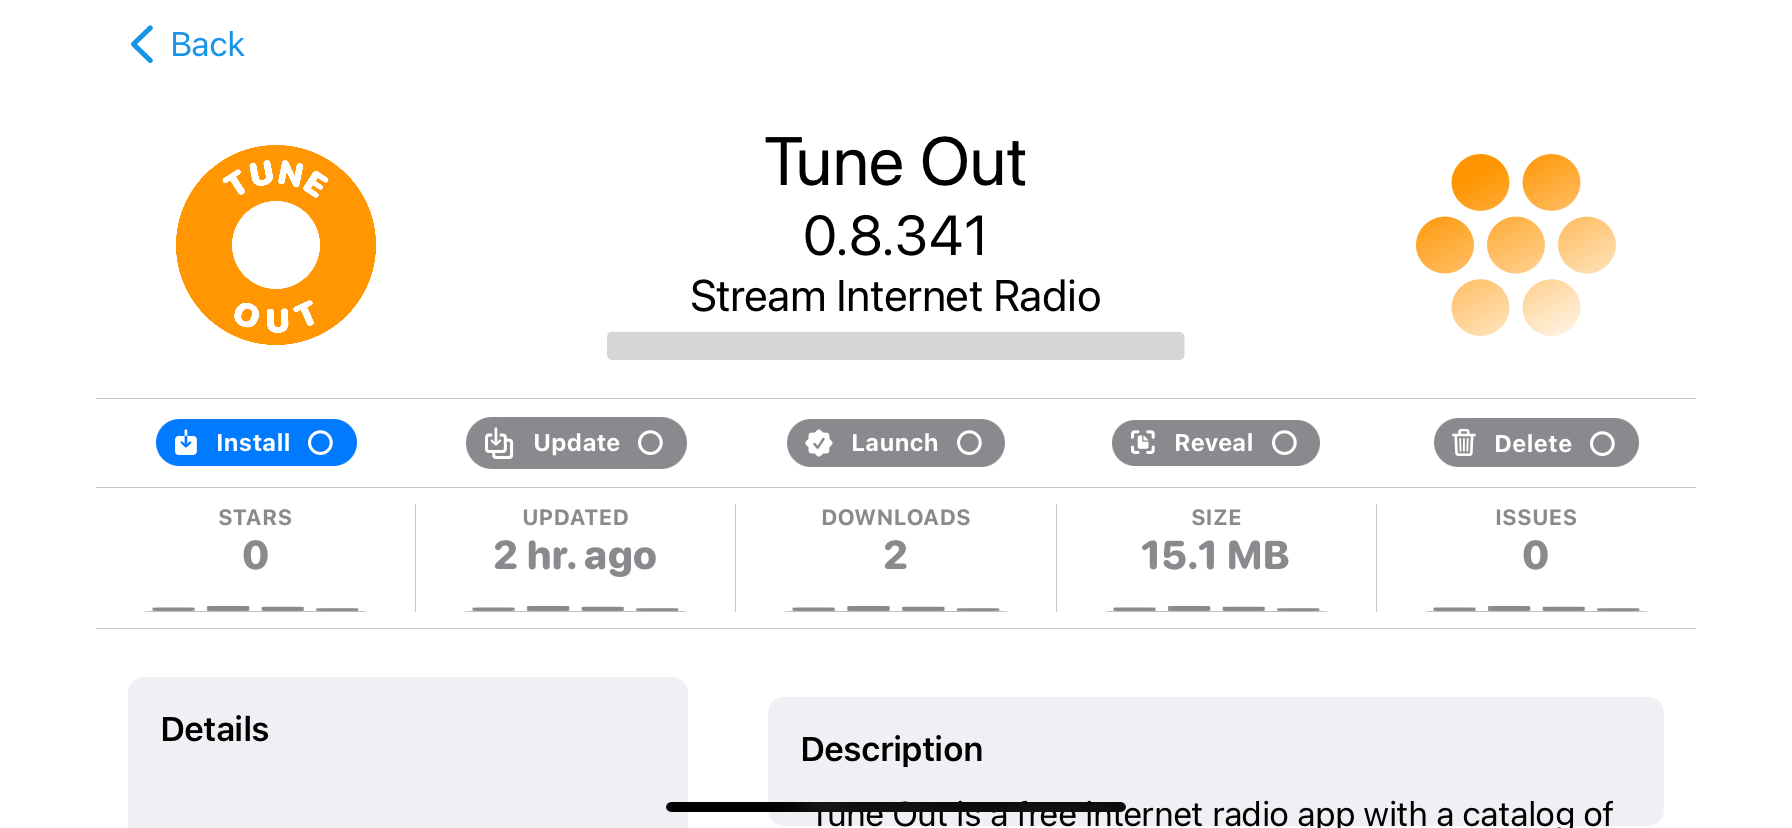 Back
TUNE
OUT
Tune Out
0.8.341
Stream Internet Radio
Install
Update
Launch
Reveal
Delete
STARS
0
UPDATED
2 hr. ago
DOWNLOADS
2
SIZE
15.1 MB
ISSUES
0
Details
Description
Tune Out is a free internet radio app with a catalog of